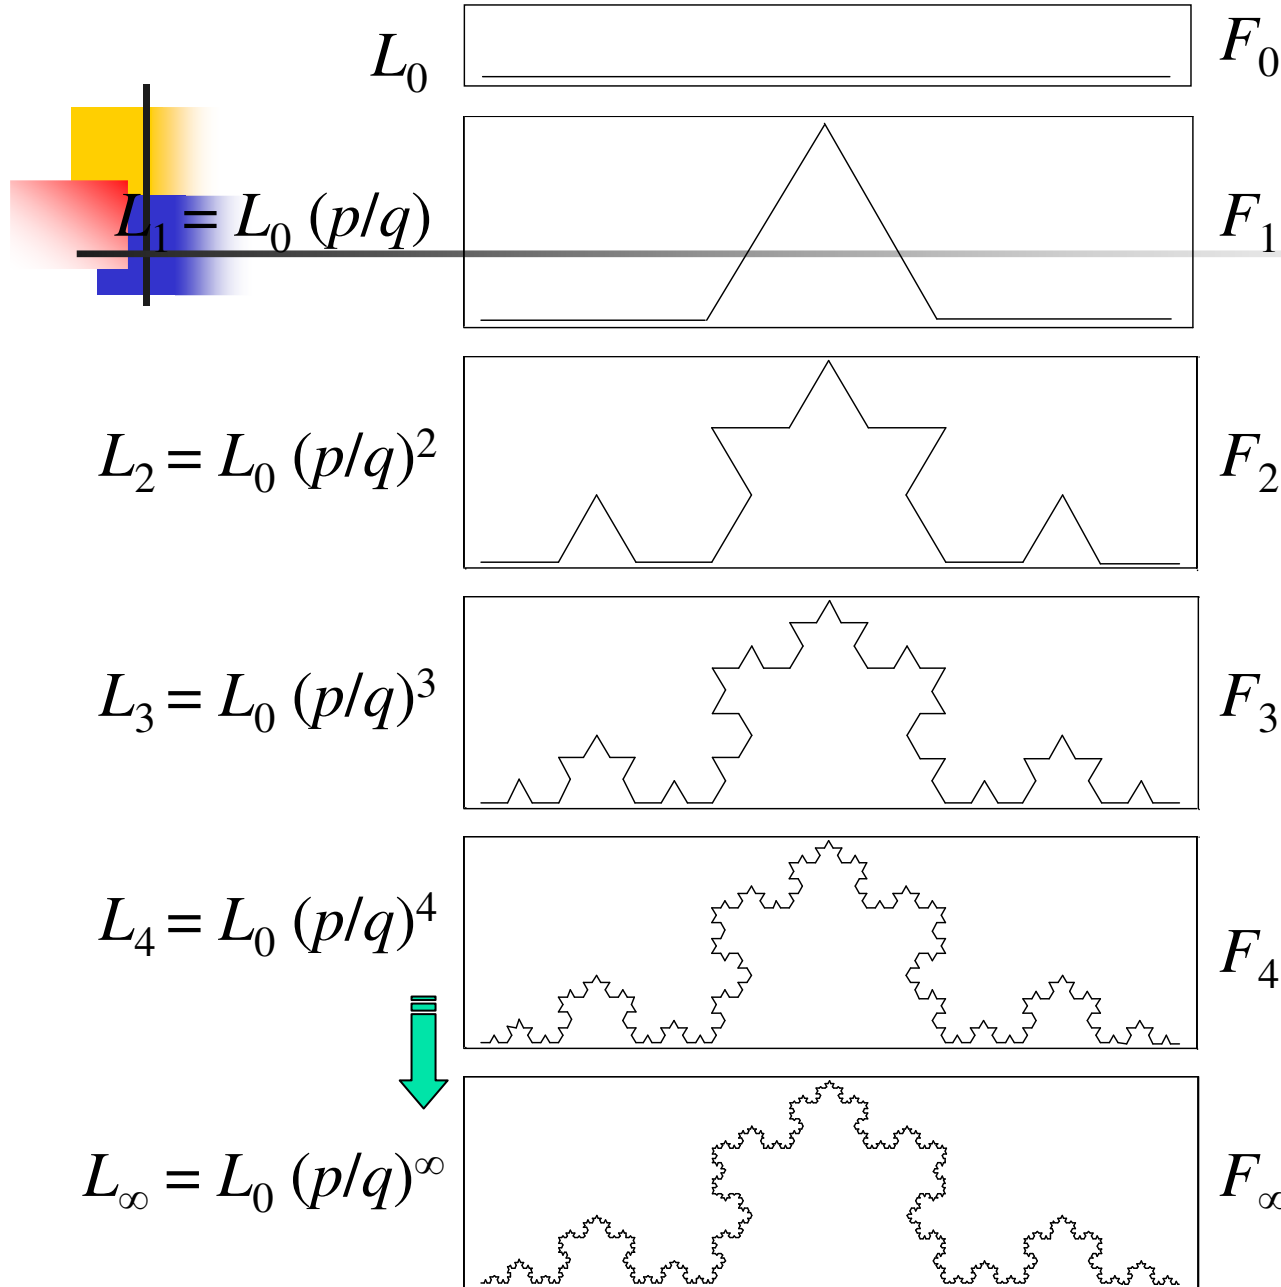 L₀ F₀
L₁ = L₀ (p/q) F₁
L₂ = L₀ (p/q)² F₂
L₃ = L₀ (p/q)³ F₃
L₄ = L₀ (p/q)⁴ F₄
L∞ = L₀ (p/q)^∞ F∞